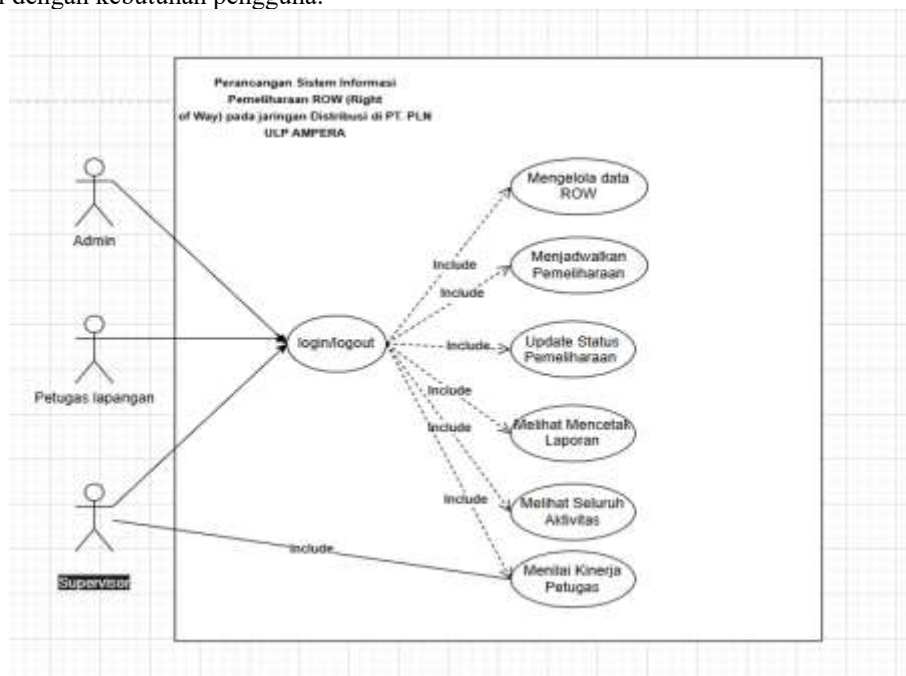 dengan kebutuhan pengguna.
Perancangan Sistem Informasi
Pemeliharaan ROW (Right
of Way) pada jaringan Distribusi di PT. PLN
ULP AMPERA
Admin
Petugas lapangan
Supervisor
login/logout
Include
Include
Include
Include
Include
Include
Include
Mengelola data
ROW
Menjadwalkan
Pemeliharaan
Update Status
Pemeliharaan
Melihat Mencetak
Laporan
Melihat Seluruh
Aktivitas
Menilai Kinerja
Petugas